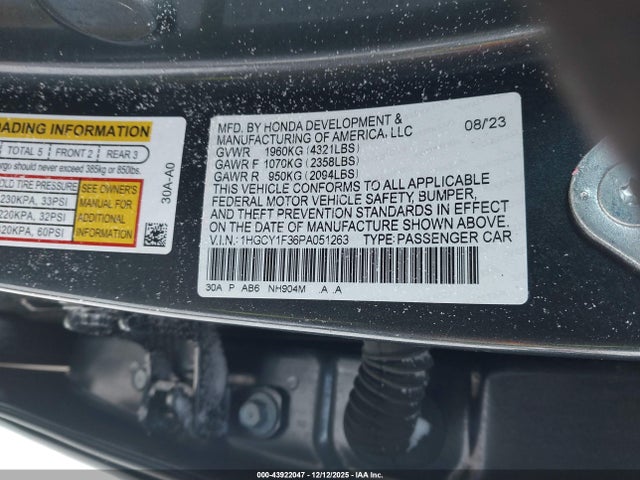 OADING INFORMATION
TOTAL 5 FRONT 2 REAR 3
argo should never exceed 385kg or 850lbs.
OLD TIRE PRESSURE
230KPA, 33PSI
220KPA, 32PSI
420KPA, 60PSI
SEE OWNER'S
MANUAL FOR
ADDITIONAL
INFORMATION
30A-A0
MFD. BY HONDA DEVELOPMENT & 08/23
MANUFACTURING OF AMERICA, LLC
GVWR 1960KG (4321LBS)
GAWR F 1070KG (2358LBS)
GAWR R 950KG (2094LBS)
THIS VEHICLE CONFORMS TO ALL APPLICABLE
FEDERAL MOTOR VEHICLE SAFETY, BUMPER,
AND THEFT PREVENTION STANDARDS IN EFFECT
ON THE DATE OF MANUFACTURE SHOWN ABOVE.
V.I.N.: 1HGCY1F36PA051263 TYPE: PASSENGER CAR
30A P AB6 NH904M .A .A
000-43922047 - 12/12/2025 - IAA Inc.